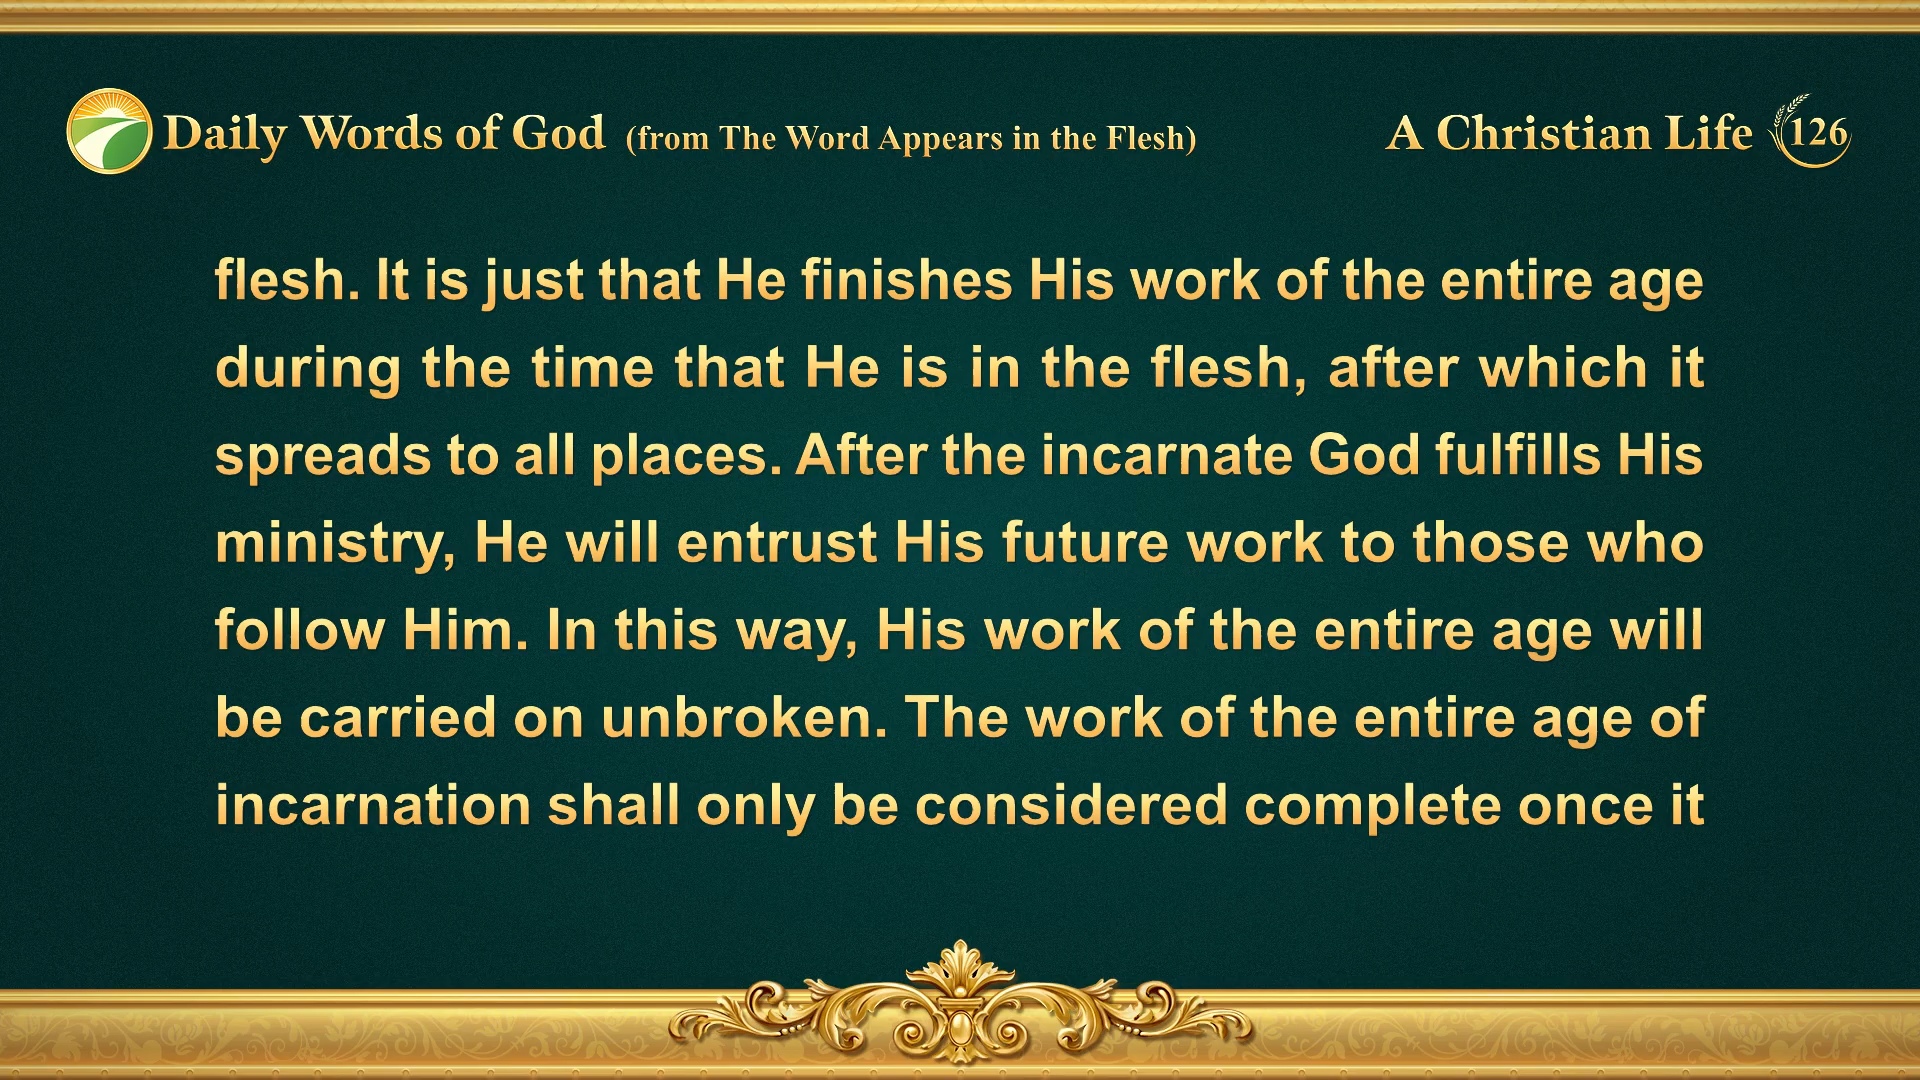 Daily Words of God (from The Word Appears in the Flesh)
A Christian Life 126
flesh. It is just that He finishes His work of the entire age
during the time that He is in the flesh, after which it
spreads to all places. After the incarnate God fulfills His
ministry, He will entrust His future work to those who
follow Him. In this way, His work of the entire age will
be carried on unbroken. The work of the entire age of
incarnation shall only be considered complete once it